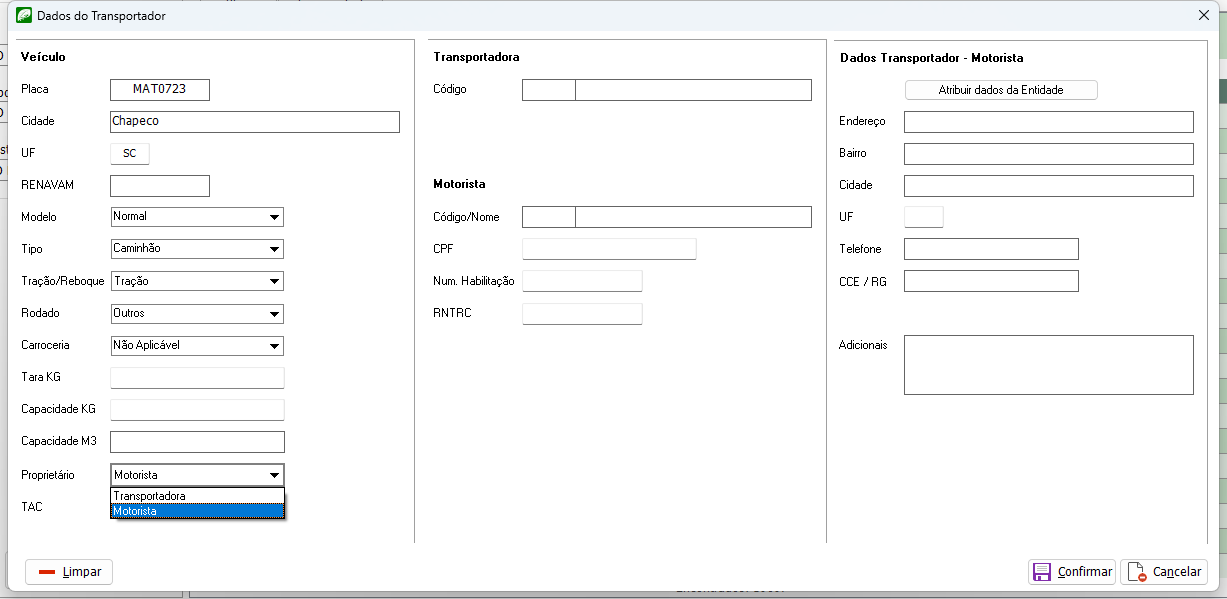 Dados do Transportador
Veículo
Placa MAT0723
Cidade Chapeco
UF SC
RENAVAM
Modelo Normal
Tipo Caminhão
Tração/Reboque Tração
Rodado Outros
Carroceria Não Aplicável
Tara KG
Capacidade KG
Capacidade M3
Proprietário Motorista
Transportadora
TAC Motorista
Transportadora
Código
Motorista
Código/Nome
CPF
Num. Habilitação
RNTRC
Dados Transportador - Motorista
Atribuir dados da Entidade
Endereço
Bairro
Cidade
UF
Telefone
CCE / RG
Adicionais
Limpar
Confirmar
Cancelar